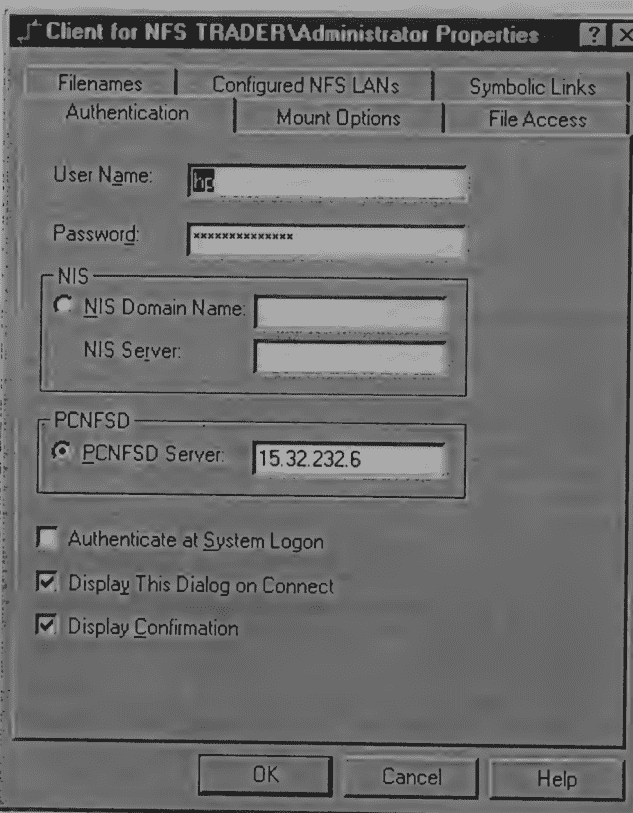 Client for NFS TRADER\Administrator Properties ? X
Filenames Configured NFS LANs Symbolic Links
Authentication Mount Options File Access
User Name: hp
Password: xxxxxxxxxxxxxx
NIS
NIS Domain Name:
NIS Server:
PCNFSD
PCNFSD Server: 15.32.232.6
Authenticate at System Logon
Display This Dialog on Connect
Display Confirmation
OK Cancel Help